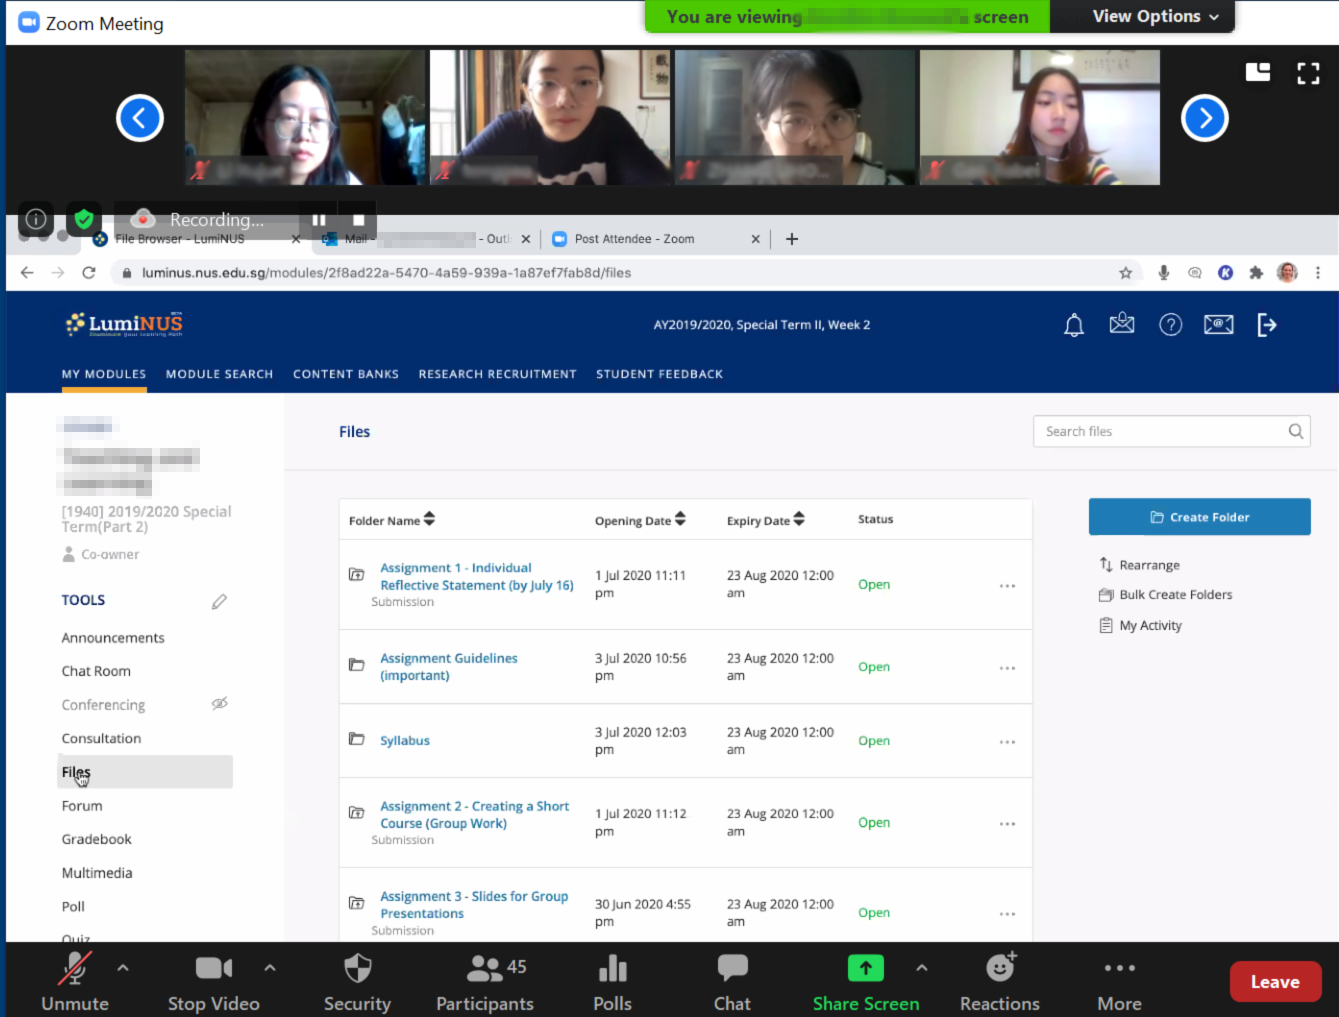 Zoom Meeting
You are viewing
screen
View Options
Recording...
File Browser - LumiNUS
Mail -
- Outl
Post Attendee - Zoom
luminus.nus.edu.sg/modules/2f8ad22a-5470-4a59-939a-1a87ef7fab8d/files
LumiNUS
BETA
AY2019/2020, Special Term II, Week 2
MY MODULES
MODULE SEARCH
CONTENT BANKS
RESEARCH RECRUITMENT
STUDENT FEEDBACK
[1940] 2019/2020 Special
Term(Part 2)
Co-owner
TOOLS
Announcements
Chat Room
Conferencing
Consultation
Files
Forum
Gradebook
Multimedia
Poll
Quiz
Files
Search files
Folder Name
Opening Date
Expiry Date
Status
Assignment 1 - Individual
Reflective Statement (by July 16)
Submission
1 Jul 2020 11:11
pm
23 Aug 2020 12:00
am
Open
Assignment Guidelines
(important)
3 Jul 2020 10:56
pm
23 Aug 2020 12:00
am
Open
Syllabus
3 Jul 2020 12:03
pm
23 Aug 2020 12:00
am
Open
Assignment 2 - Creating a Short
Course (Group Work)
Submission
1 Jul 2020 11:12
pm
23 Aug 2020 12:00
am
Open
Assignment 3 - Slides for Group
Presentations
Submission
30 Jun 2020 4:55
pm
23 Aug 2020 12:00
am
Open
Create Folder
Rearrange
Bulk Create Folders
My Activity
Unmute
Stop Video
Security
45
Participants
Polls
Chat
Share Screen
Reactions
More
Leave